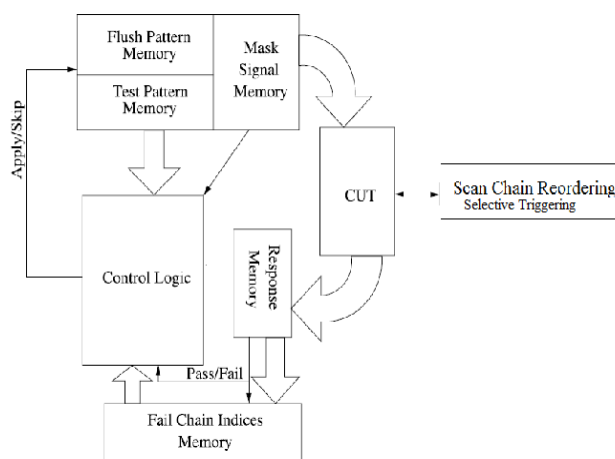 Flush Pattern
Memory
Mask
Signal
Memory
Test Pattern
Memory
Apply/Skip
CUT
Scan Chain Reordering
Selective Triggering
Response
Memory
Control Logic
Pass/Fail
Fail Chain Indices
Memory